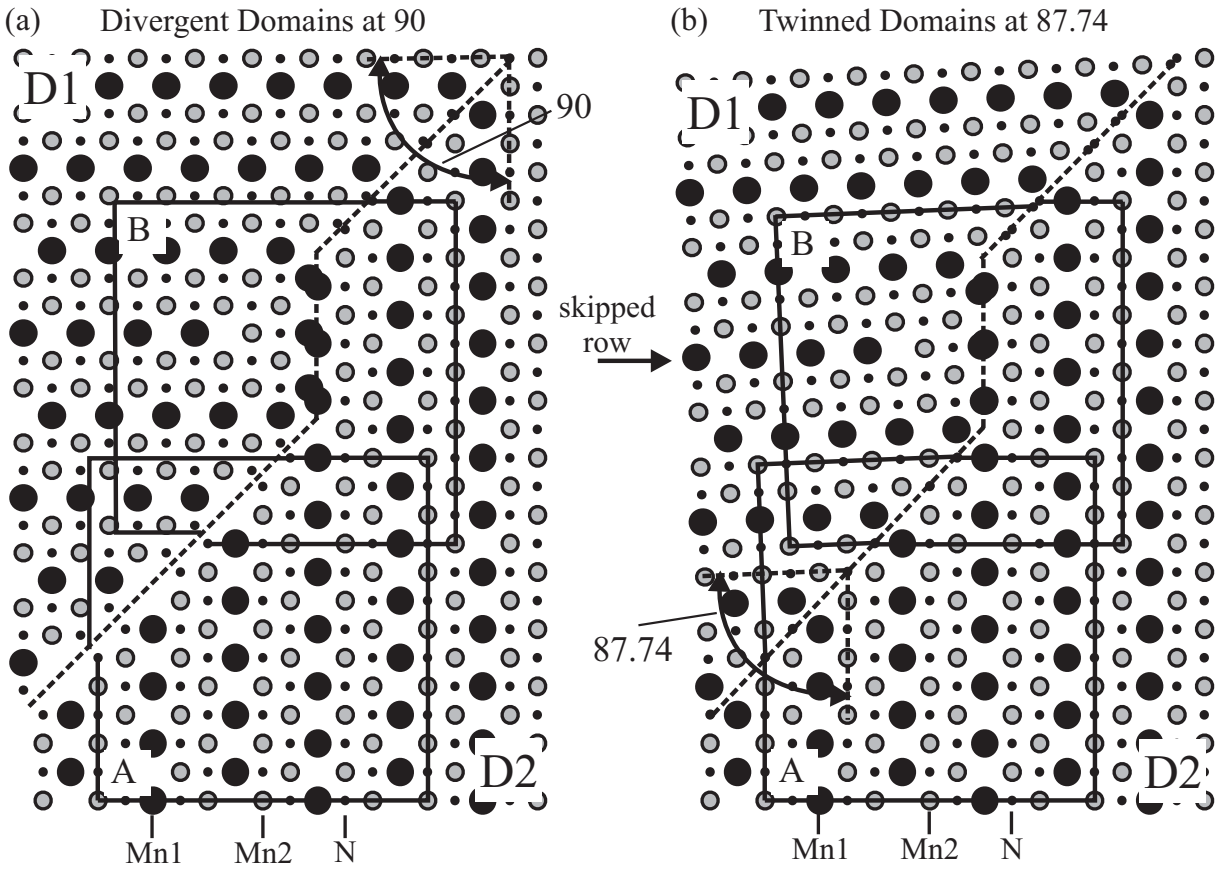 (a) Divergent Domains at 90
(b) Twinned Domains at 87.74
D1
90
B
A
D2
Mn1 Mn2 N
skipped
row
D1
B
87.74
A
D2
Mn1 Mn2 N